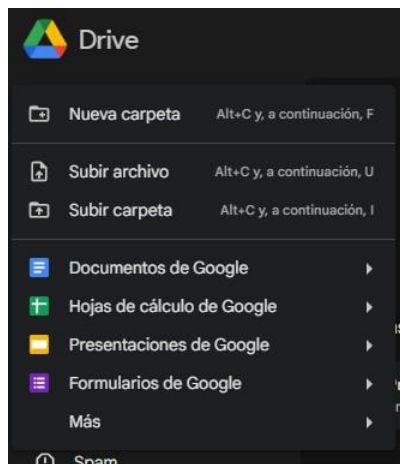 Drive
Nueva carpeta Alt+C y, a continuación, F
Subir archivo Alt+C y, a continuación, U
Subir carpeta Alt+C y, a continuación, I
Documentos de Google
Hojas de cálculo de Google
Presentaciones de Google
Formularios de Google
Más
Spam